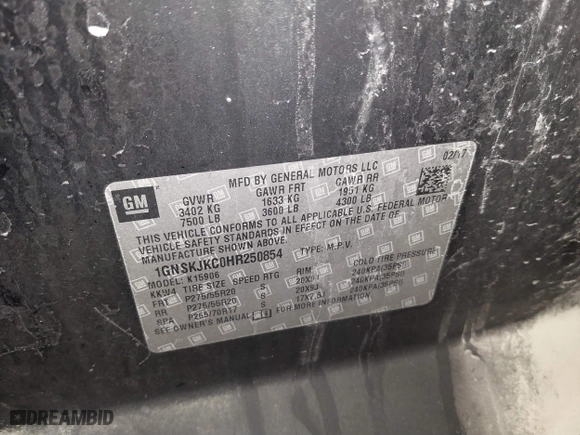 GM
MFD BY GENERAL MOTORS LLC 02/17
GVWR GAWR FRT GAWR RR
3402 KG 1633 KG 1951 KG
7500 LB 3600 LB 4300 LB
THIS VEHICLE CONFORMS TO ALL APPLICABLE U.S. FEDERAL MOTOR
VEHICLE SAFETY STANDARDS IN EFFECT ON THE DATE OF
MANUFACTURE SHOWN ABOVE.
1GNSKJKC0HR250854 TYPE: M.P.V.
MODEL: K15906
KKW4 TIRE SIZE SPEED RTG RIM COLD TIRE PRESSURE
FRT P275/55R20 S 20X9J 240KPA(35PSI)
RR P275/55R20 S 20X9J 240KPA(35PSI)
SPA P265/70R17 S 17X7.5J 240KPA(35PSI)
SEE OWNER'S MANUAL FOR MORE INFORMATION
DREAMBID